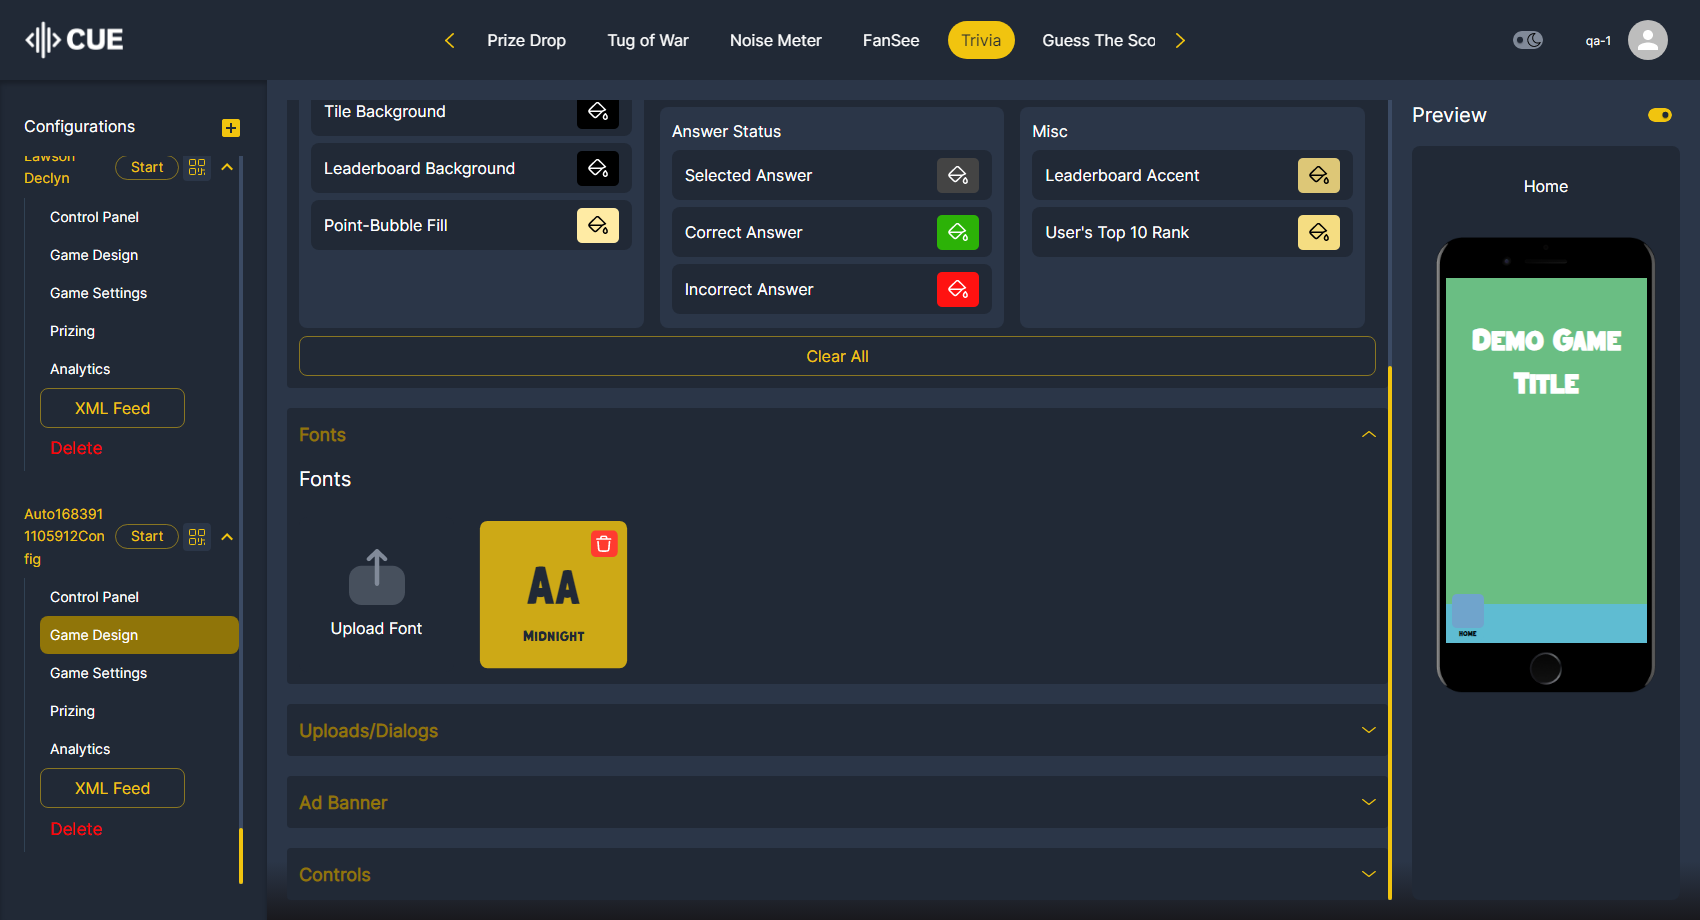 CUE
Prize Drop
Tug of War
Noise Meter
FanSee
Trivia
Guess The Sco
qa-1
Configurations
Lawson
Declyn
Start
Control Panel
Game Design
Game Settings
Prizing
Analytics
XML Feed
Delete
Auto168391
1105912Con
fig
Start
Control Panel
Game Design
Game Settings
Prizing
Analytics
XML Feed
Delete
Tile Background
Leaderboard Background
Point-Bubble Fill
Answer Status
Selected Answer
Correct Answer
Incorrect Answer
Misc
Leaderboard Accent
User's Top 10 Rank
Clear All
Fonts
Fonts
Upload Font
AA
Midnight
Uploads/Dialogs
Ad Banner
Controls
Preview
Home
Demo Game
Title
HOME